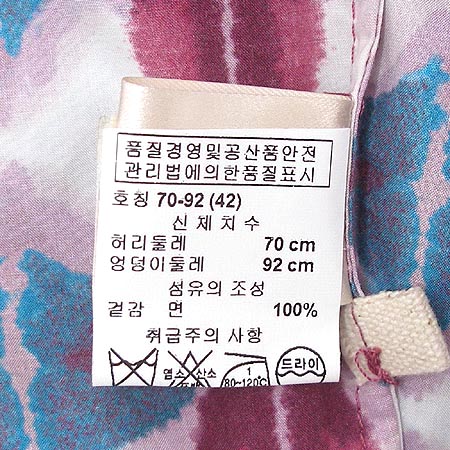 품질경영및공산품안전
관리법에의한품질표시
호칭 70-92 (42)
신체치수
허리둘레 70 cm
엉덩이둘레 92 cm
섬유의 조성
겉감 면 100%
취급주의 사항
염소 산소
1
80~120℃
드라이